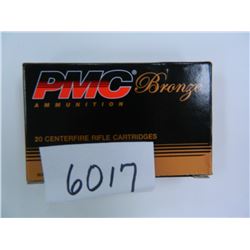 PMC® Bronze
AMMUNITION
20 CENTERFIRE RIFLE CARTRIDGES
6017